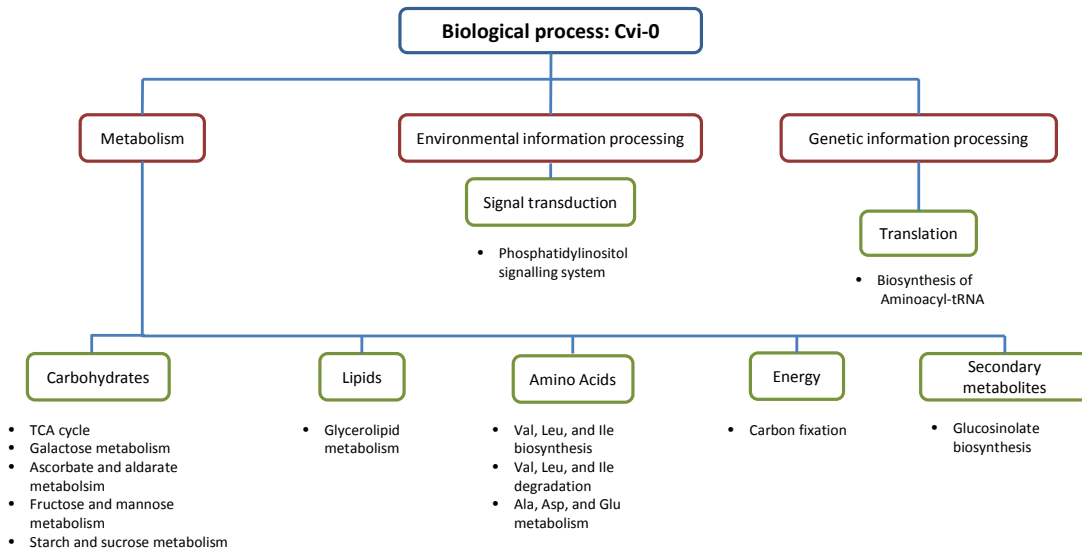 Biological process: Cvi-0
Metabolism
Environmental information processing
Genetic information processing
Signal transduction
Translation
• Phosphatidylinositol
signalling system
• Biosynthesis of
Aminoacyl-tRNA
Carbohydrates
Lipids
Amino Acids
Energy
Secondary
metabolites
• TCA cycle
• Galactose metabolism
• Ascorbate and aldarate
metabolsim
• Fructose and mannose
metabolism
• Starch and sucrose metabolism
• Glycerolipid
metabolism
• Val, Leu, and Ile
biosynthesis
• Val, Leu, and Ile
degradation
• Ala, Asp, and Glu
metabolism
• Carbon fixation
• Glucosinolate
biosynthesis